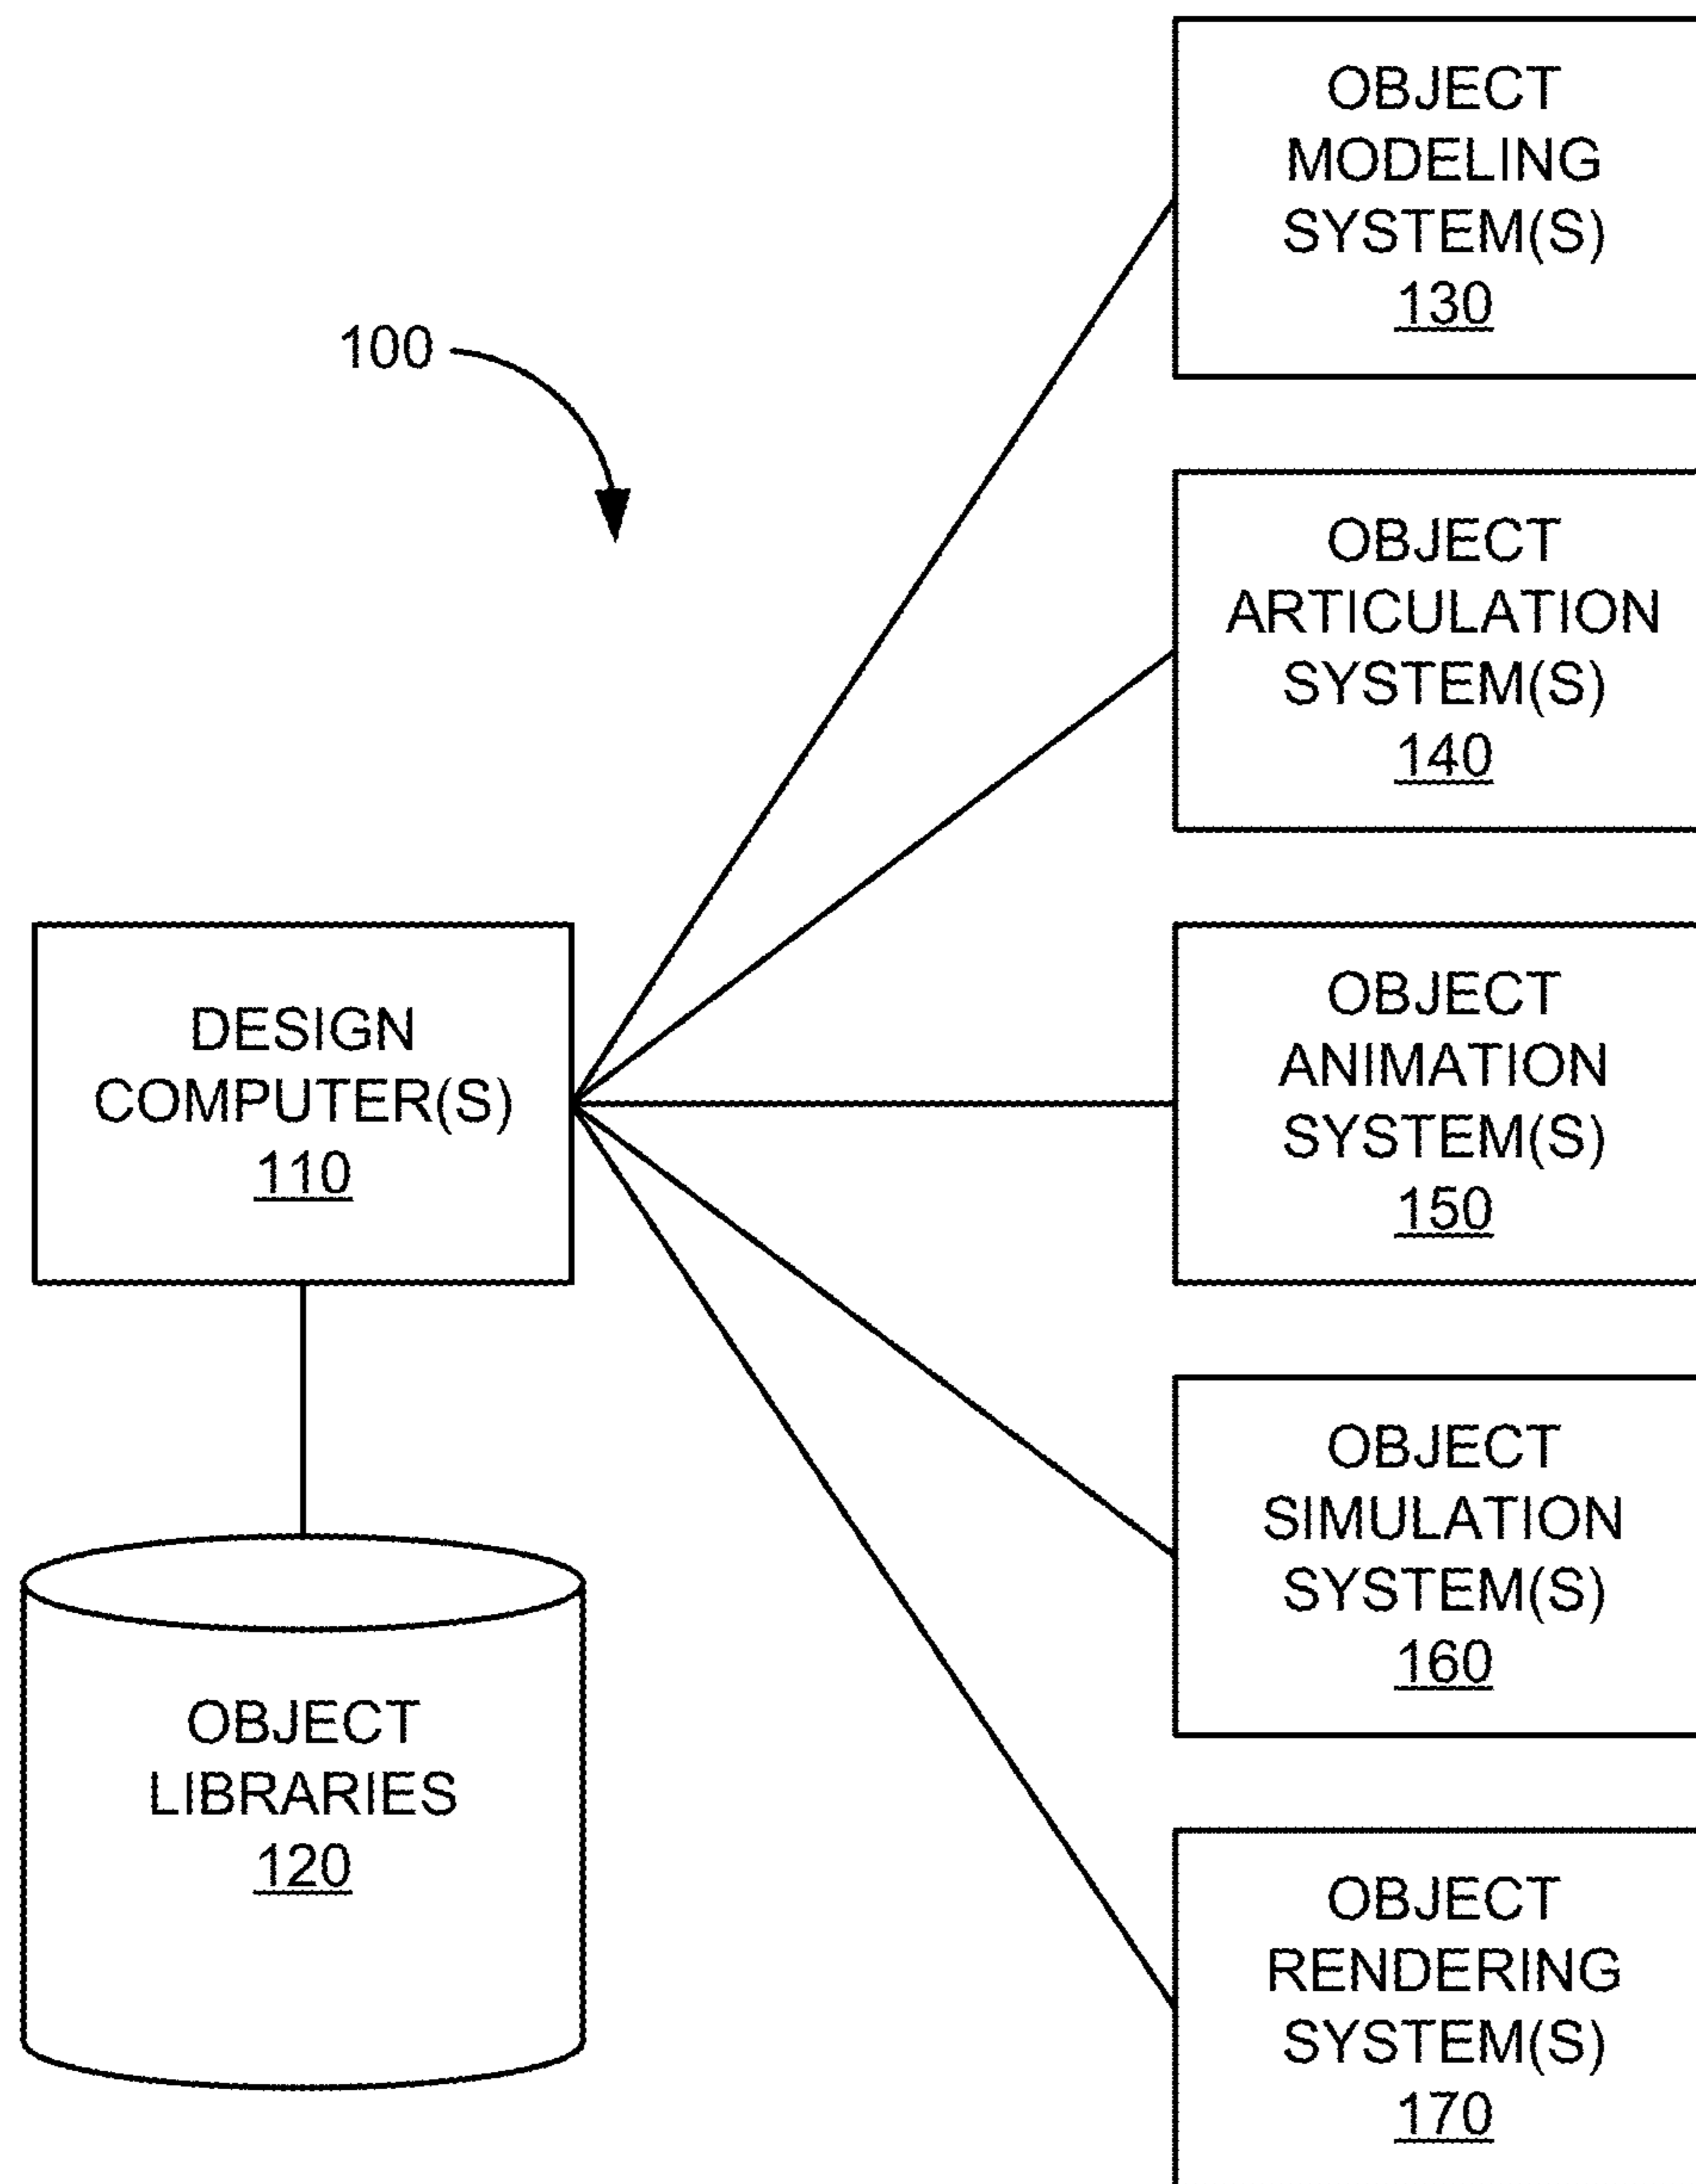 OBJECT
MODELING
SYSTEM(S)
130
100
OBJECT
ARTICULATION
SYSTEM(S)
140
DESIGN
COMPUTER(S)
110
OBJECT
ANIMATION
SYSTEM(S)
150
OBJECT
SIMULATION
SYSTEM(S)
160
OBJECT
LIBRARIES
120
OBJECT
RENDERING
SYSTEM(S)
170